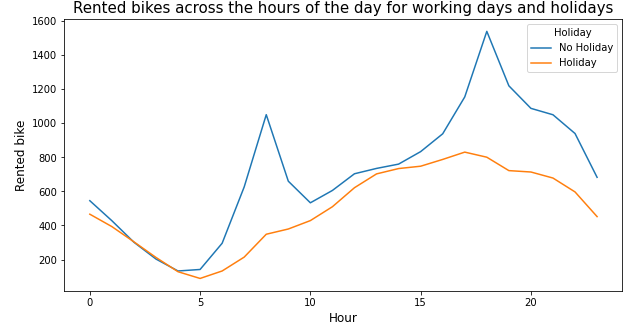 Rented bikes across the hours of the day for working days and holidays
Holiday
No Holiday
Holiday
1600
1400
1200
1000
800
600
400
200
Rented bike
0 5 10 15 20
Hour